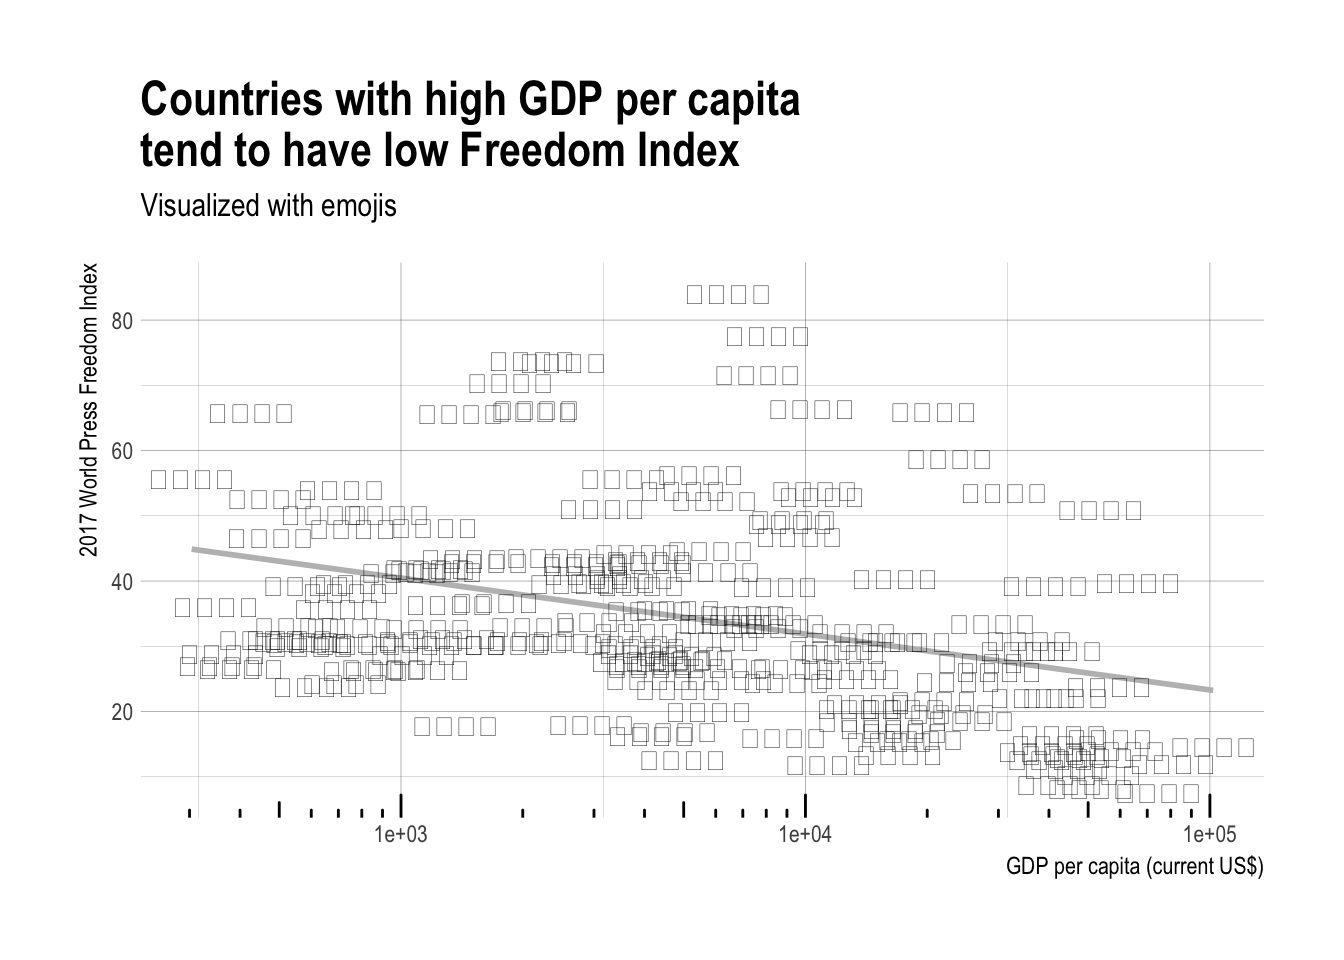 Countries with high GDP per capita
tend to have low Freedom Index
Visualized with emojis
2017 World Press Freedom Index
80
60
40
20
1e+03
1e+04
1e+05
GDP per capita (current US$)